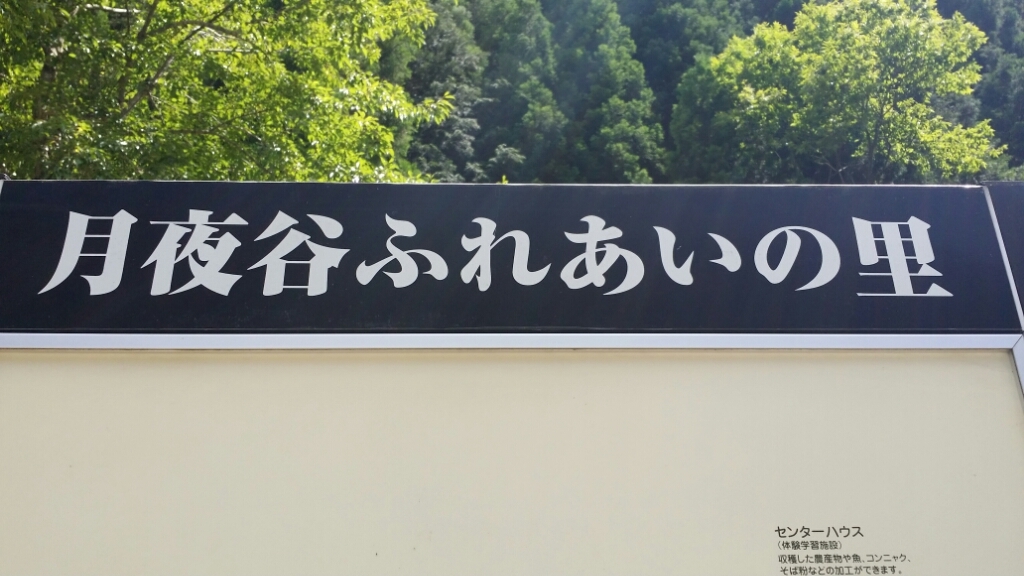 月夜谷ふれあいの里
センターハウス
(体験学習施設)
収穫した農産物や魚、コンニャク、
そば粉などの加工ができます。